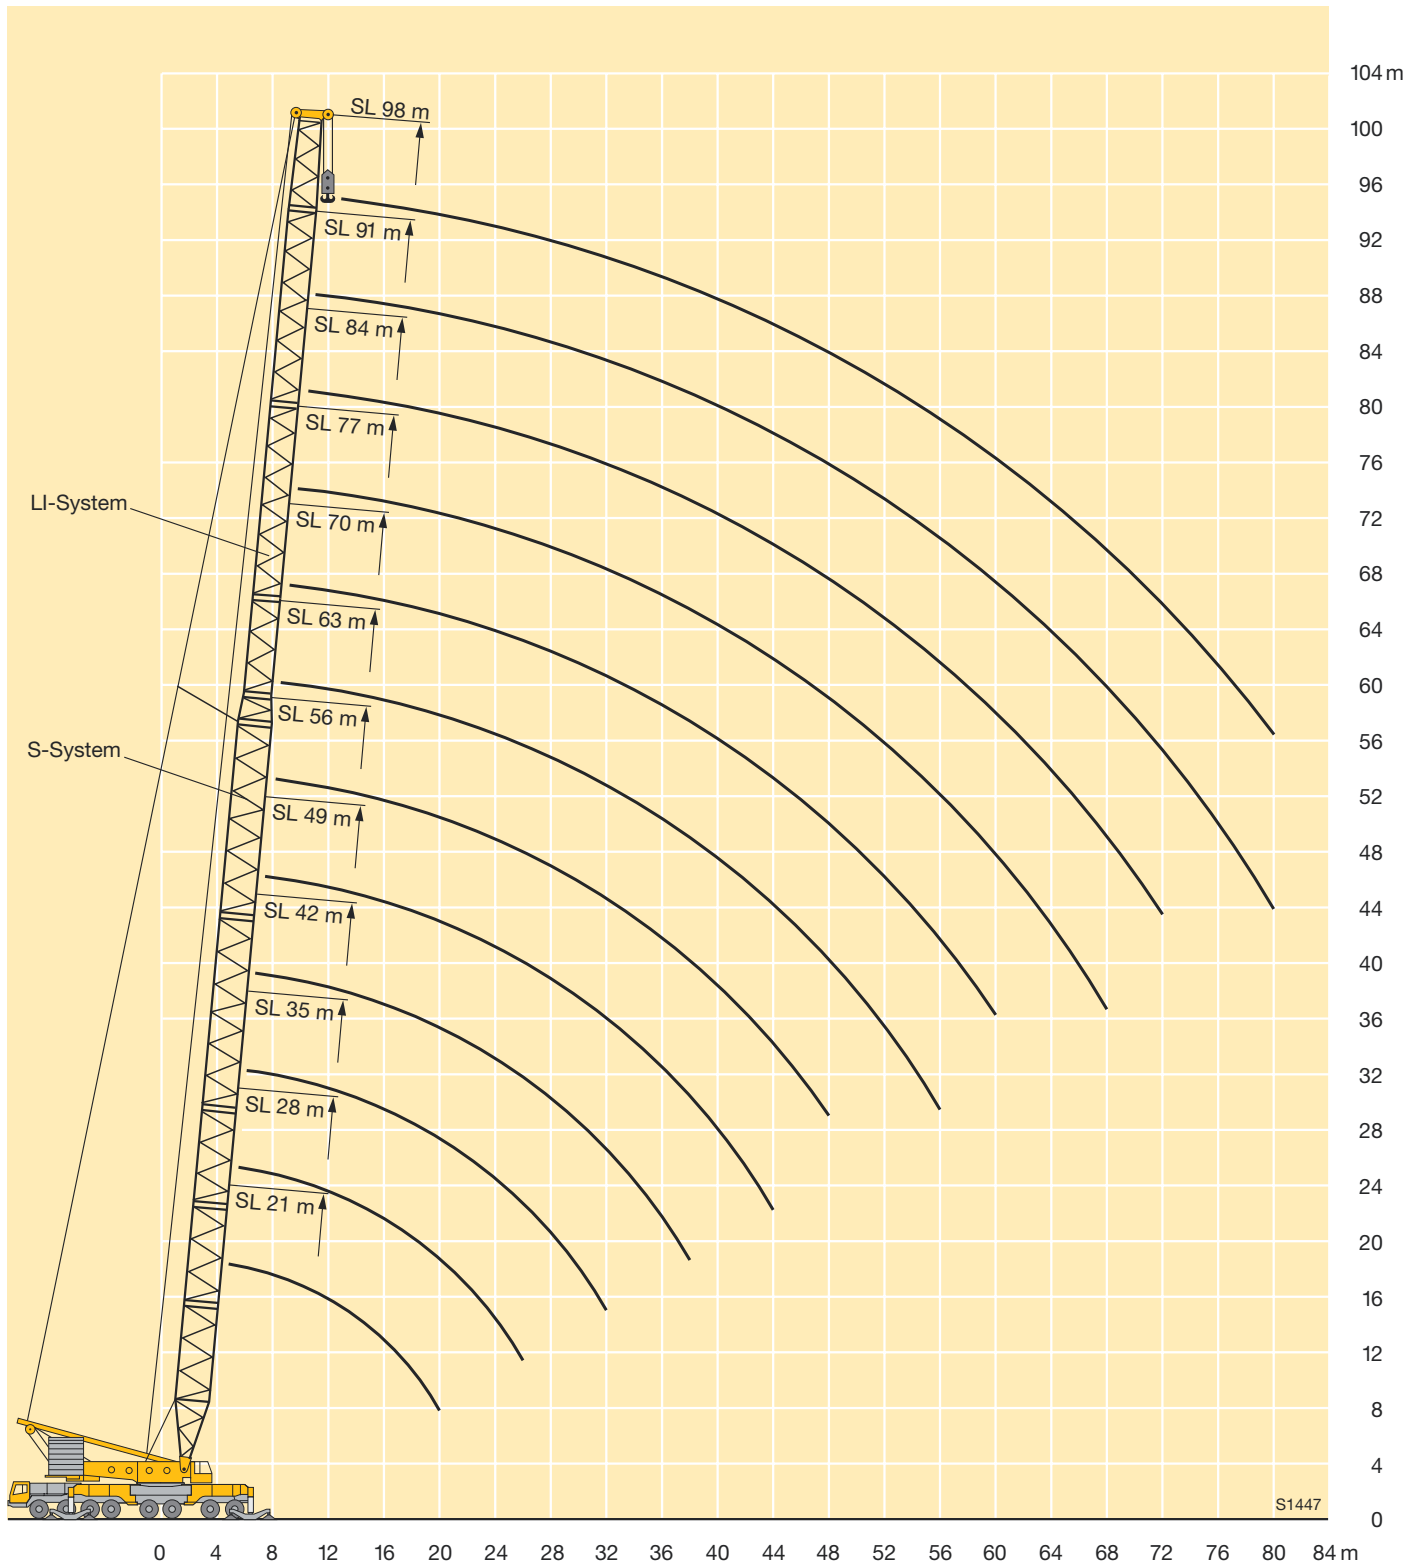 104 m
SL 98 m
100
96
SL 91 m
92
88
SL 84 m
84
80
SL 77 m
76
LI-System
SL 70 m
72
68
SL 63 m
64
60
SL 56 m
56
S-System
52
SL 49 m
48
SL 42 m
44
40
SL 35 m
36
32
SL 28 m
28
24
SL 21 m
20
16
12
8
4
S1447
0
0 4 8 12 16 20 24 28 32 36 40 44 48 52 56 60 64 68 72 76 80 84 m